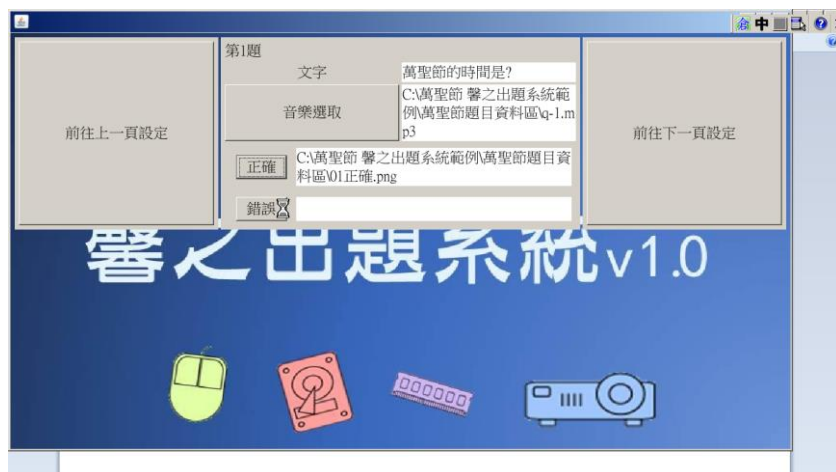 倉 中
第1題
文字 萬聖節的時間是?
音樂選取
C:\萬聖節 馨之出題系統範
例\萬聖節題目資料區\q-1.m
p3
前往上一頁設定
前往下一頁設定
正確
C:\萬聖節 馨之出題系統範例\萬聖節題目資
料區\01正確.png
錯誤
馨之出題系統v1.0